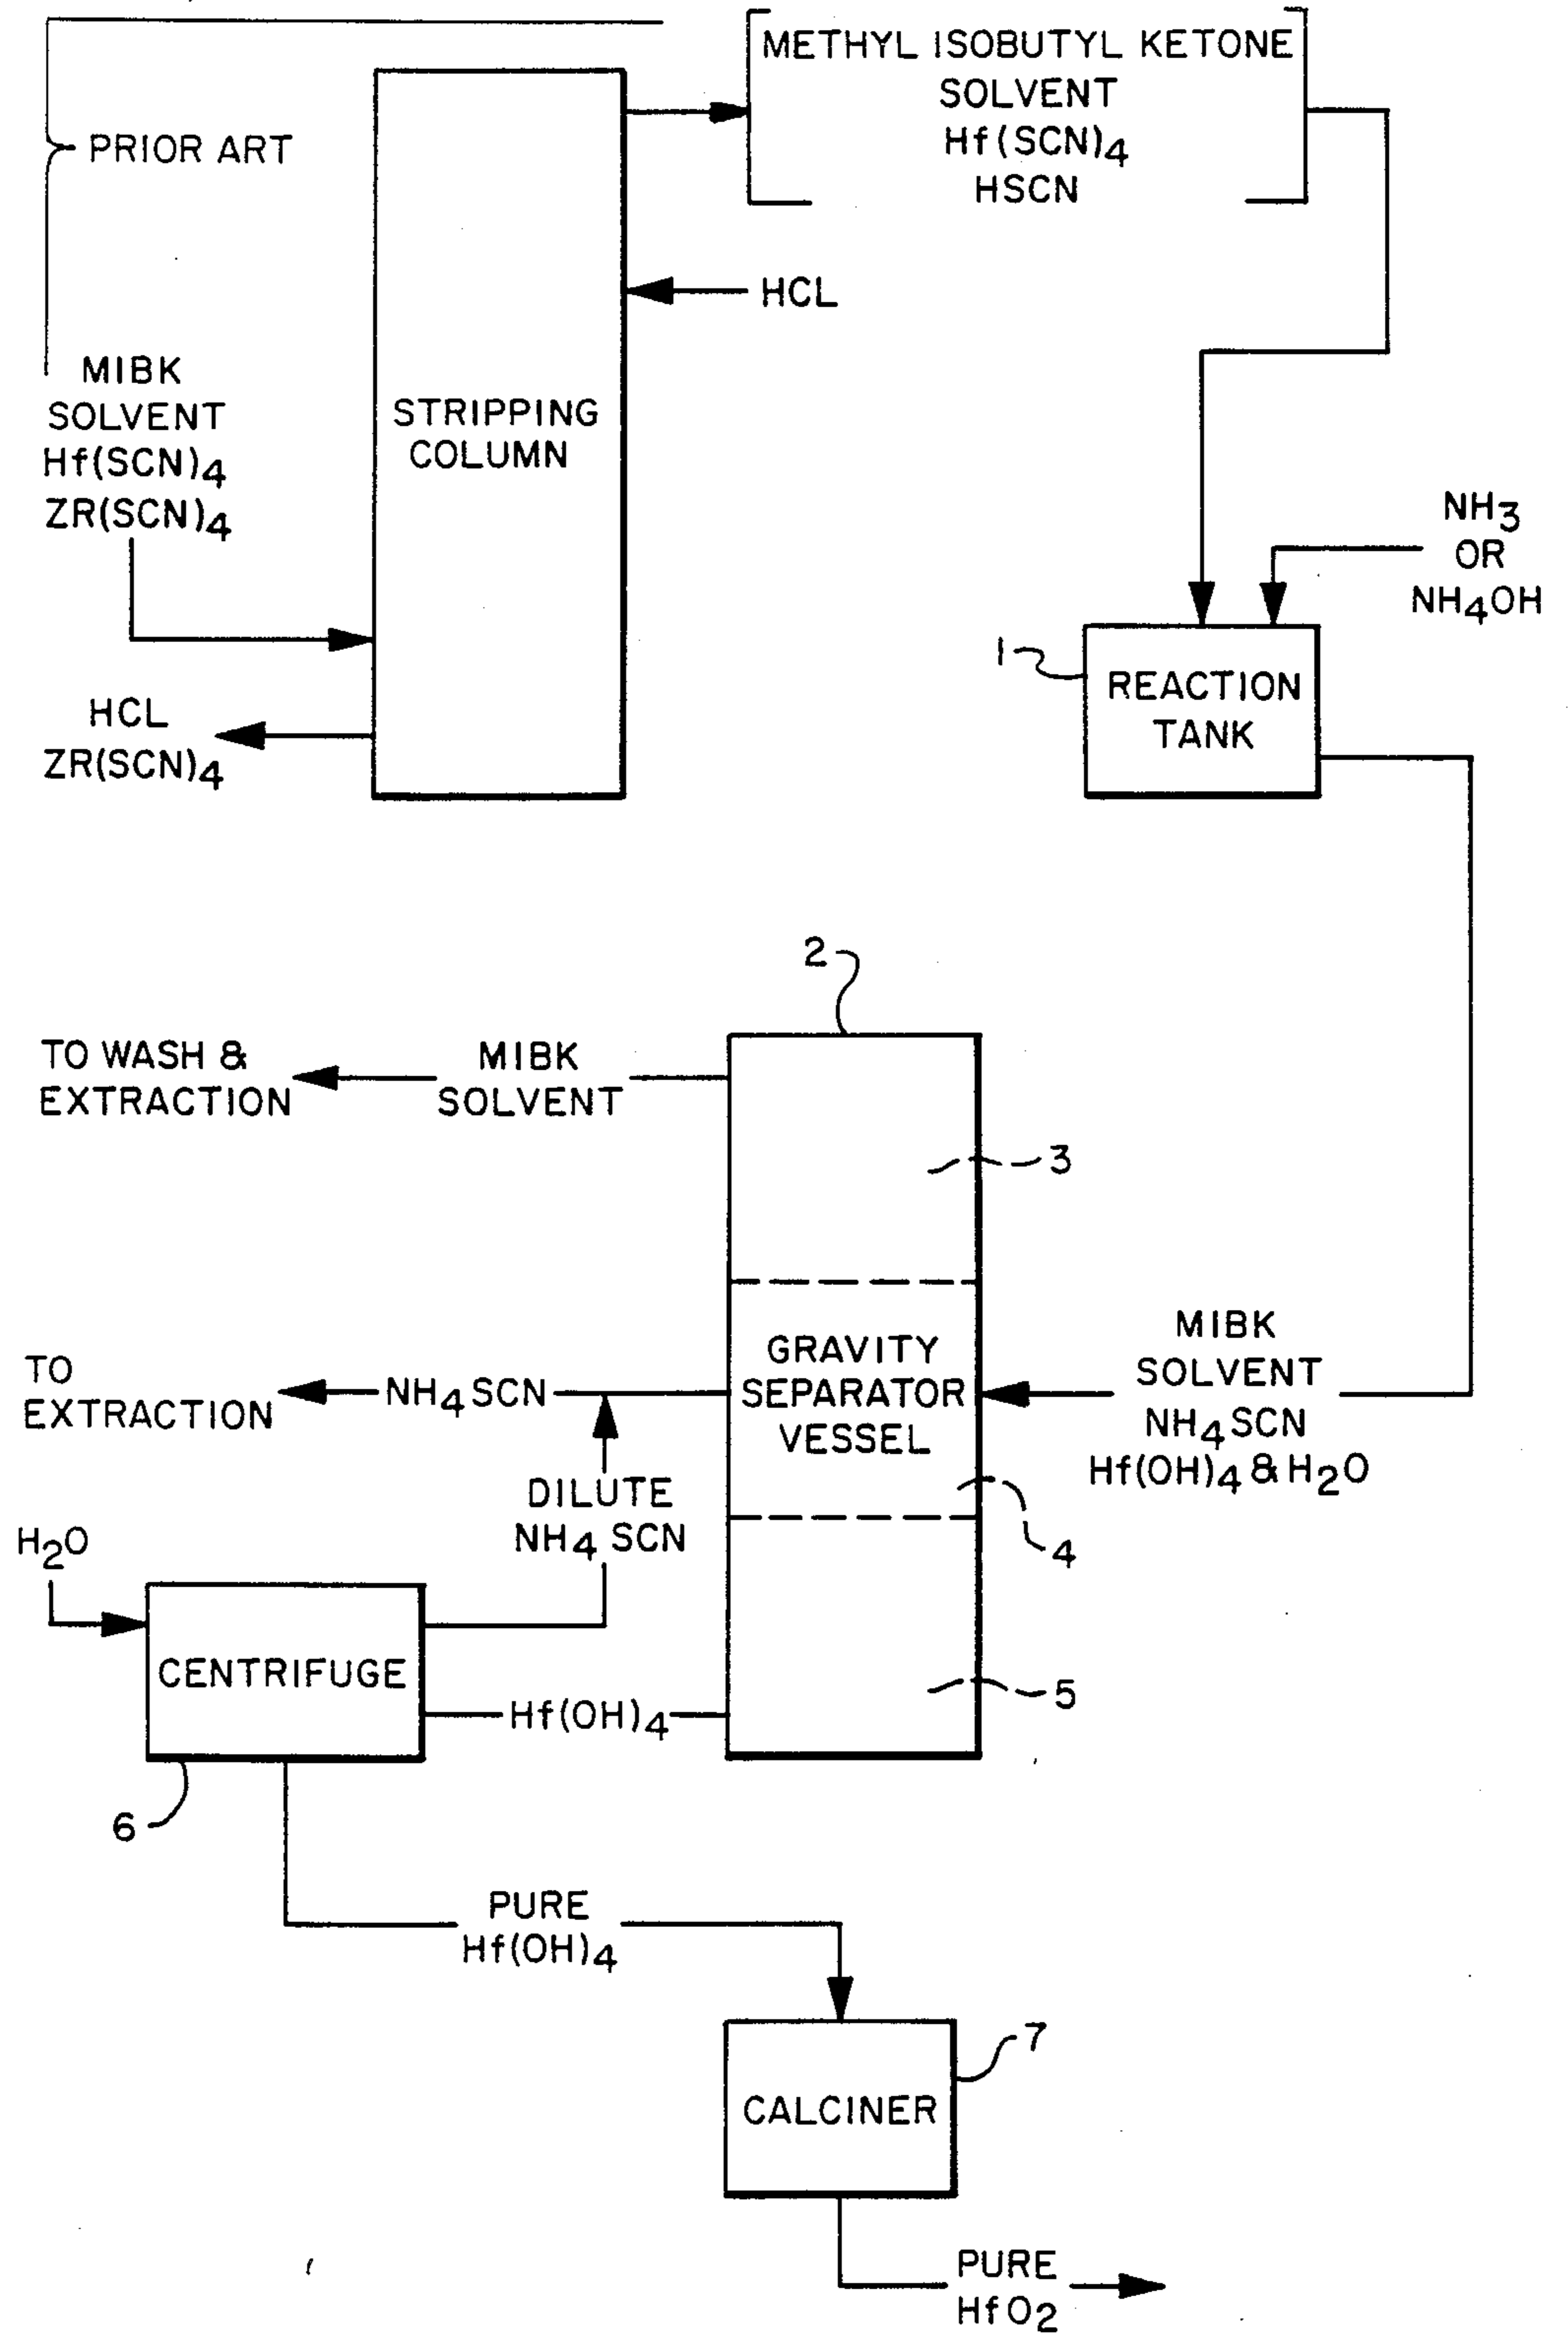 METHYL ISOBUTYL KETONE
SOLVENT
Hf(SCN)4
HSCN
PRIOR ART
HCL
MIBK
SOLVENT
Hf(SCN)4
ZR(SCN)4
STRIPPING
COLUMN
HCL
ZR(SCN)4
NH3
OR
NH4OH
1
REACTION
TANK
2
TO WASH &
EXTRACTION
MIBK
SOLVENT
3
TO
EXTRACTION
NH4SCN
GRAVITY
SEPARATOR
VESSEL
MIBK
SOLVENT
NH4SCN
Hf(OH)4 & H2O
DILUTE
NH4 SCN
4
H2O
CENTRIFUGE
Hf(OH)4
5
6
PURE
Hf(OH)4
7
CALCINER
PURE
HfO2